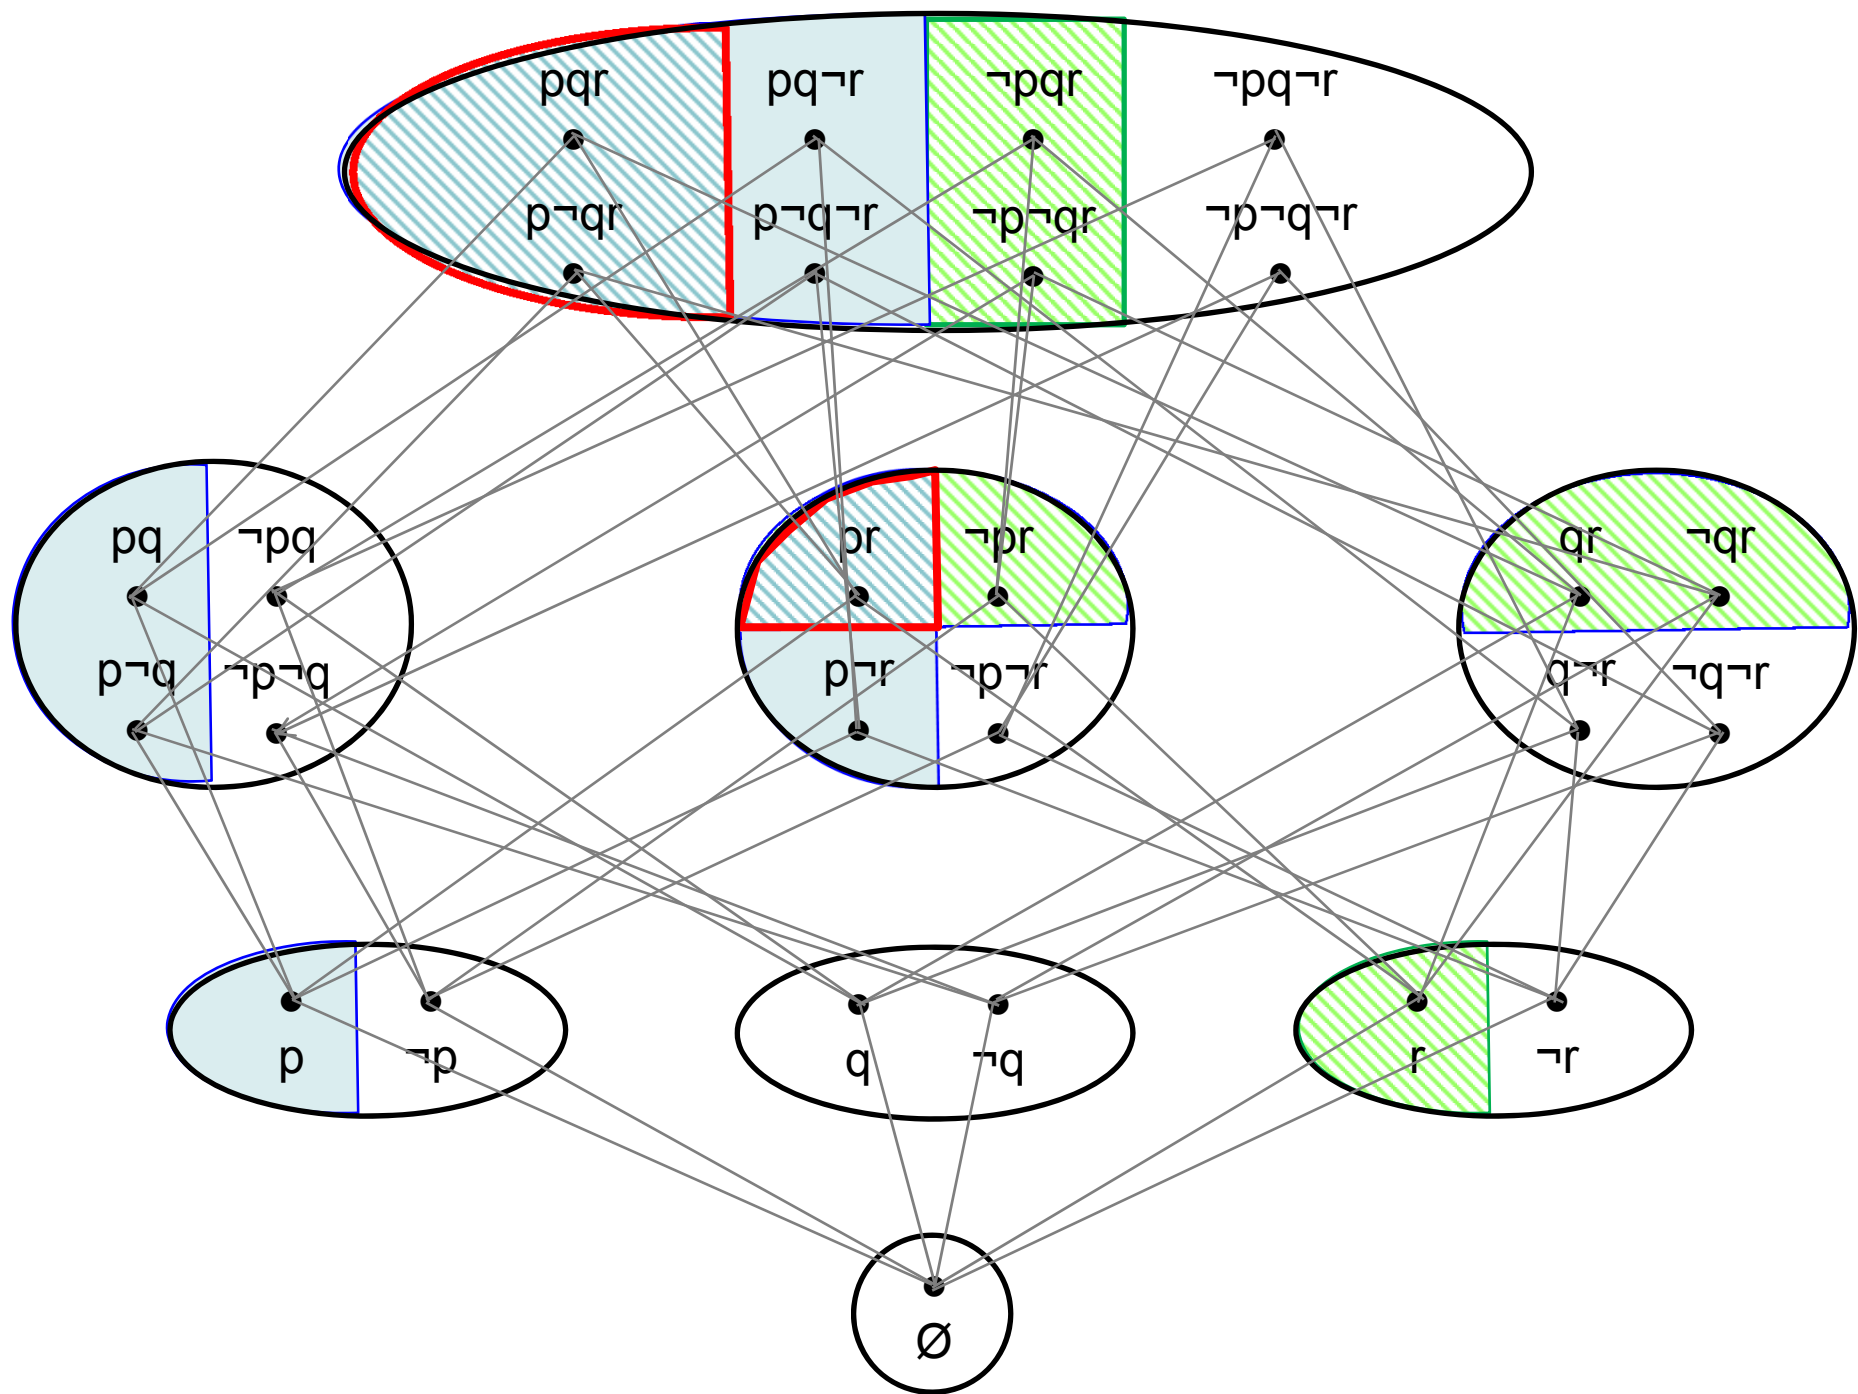 pqr pq¬r ¬pqr ¬pq¬r
p¬qr p¬q¬r ¬p¬qr ¬p¬q¬r
pq ¬pq pr ¬pr qr ¬qr
p¬q ¬p¬q p¬r ¬p¬r q¬r ¬q¬r
p ¬p q ¬q r ¬r
Ø